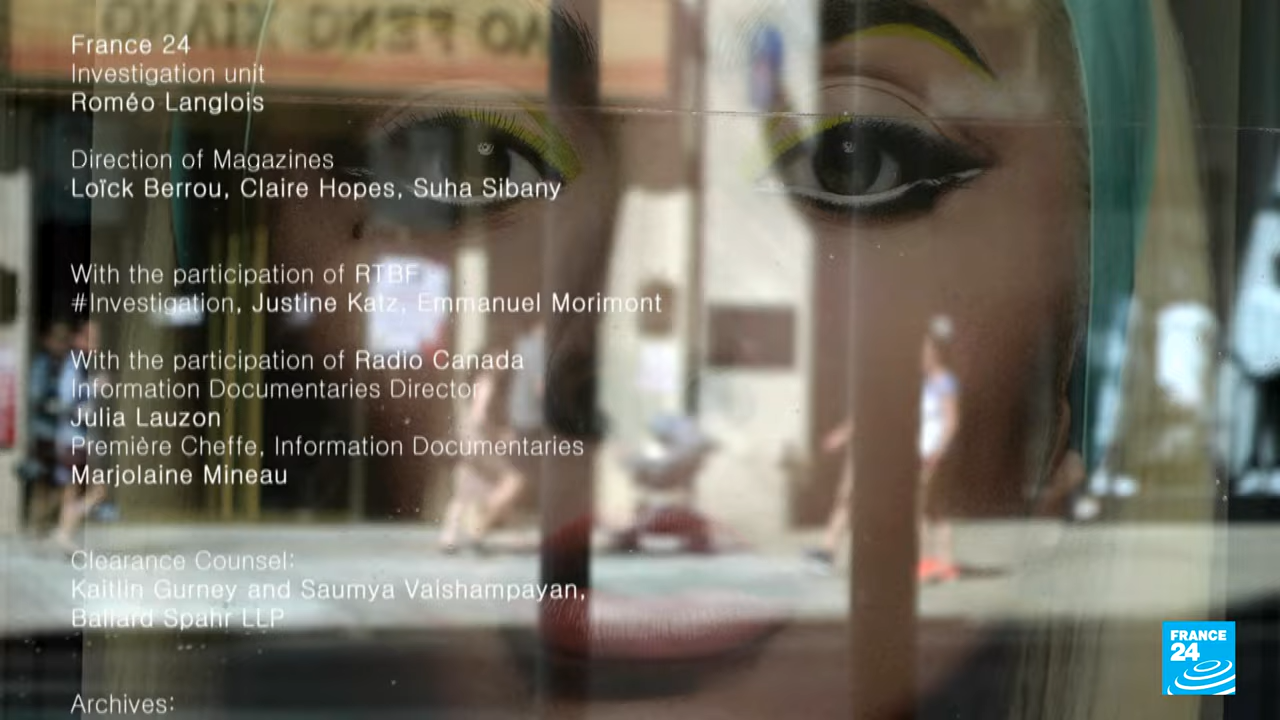 France 24
Investigation unit
Roméo Langlois
Direction of Magazines
Loïck Berrou, Claire Hopes, Suha Sibany
With the participation of RTBF
#Investigation, Justine Katz, Emmanuel Morimont
With the participation of Radio Canada
Information Documentaries Director
Julia Lauzon
Première Cheffe, Information Documentaries
Marjolaine Mineau
Clearance Counsel:
Kaitlin Gurney and Saumya Vaishampayan,
Ballard Spahr LLP
Archives:
FRANCE
24